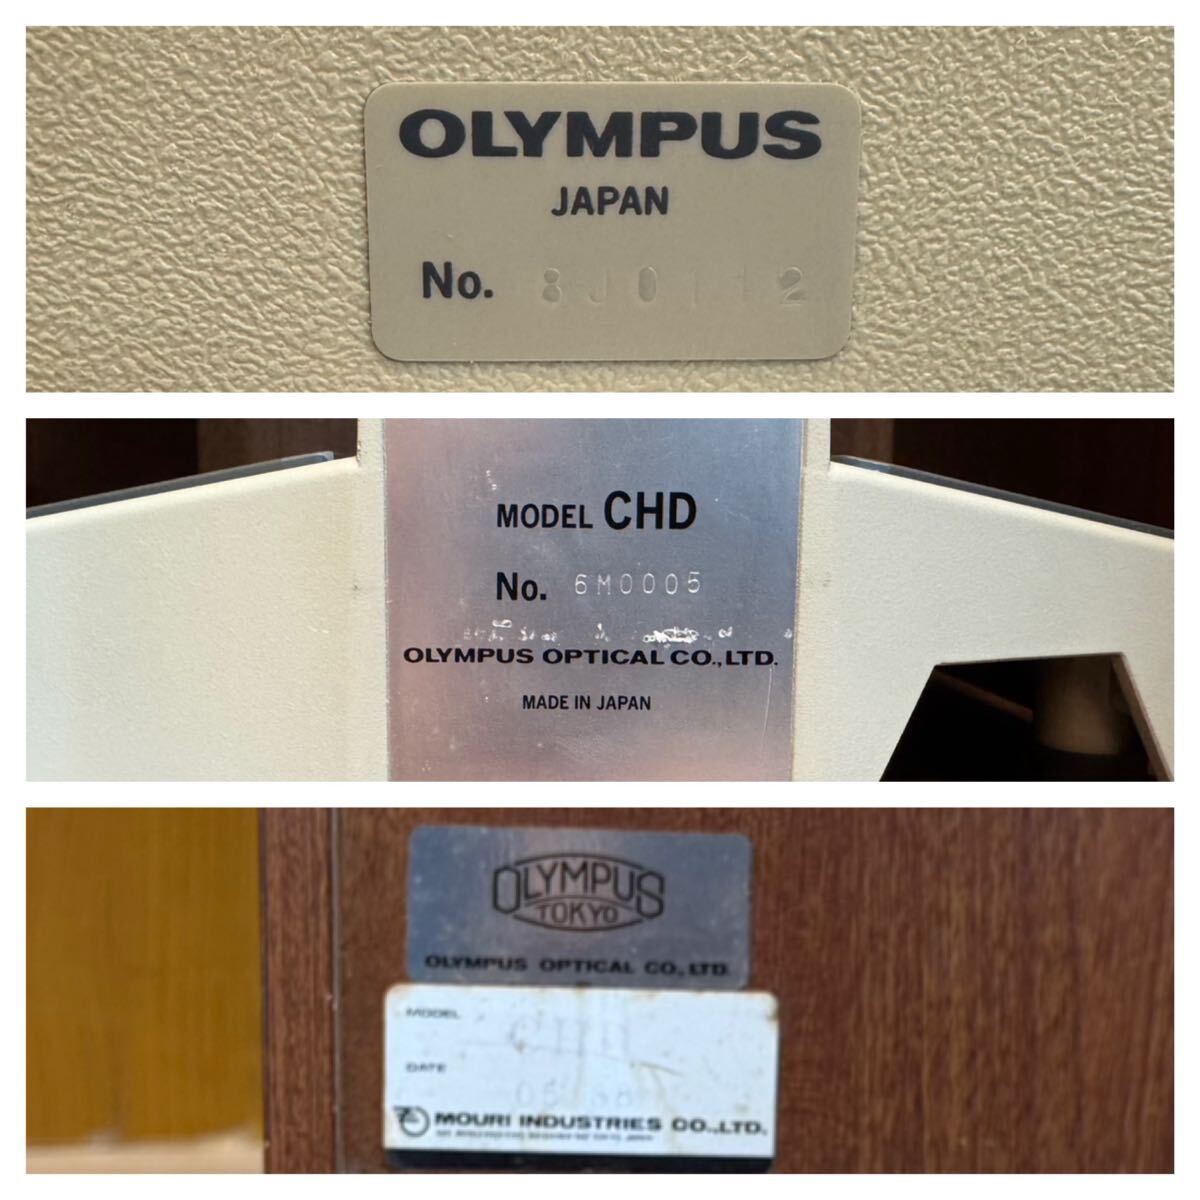 OLYMPUS
JAPAN
No. 8J0112
MODEL CHD
No. 6M0005
OLYMPUS OPTICAL CO.,LTD.
MADE IN JAPAN
OLYMPUS
TOKYO
OLYMPUS OPTICAL CO.,LTD.
MODEL
DATE
MOURI INDUSTRIES CO.,LTD.